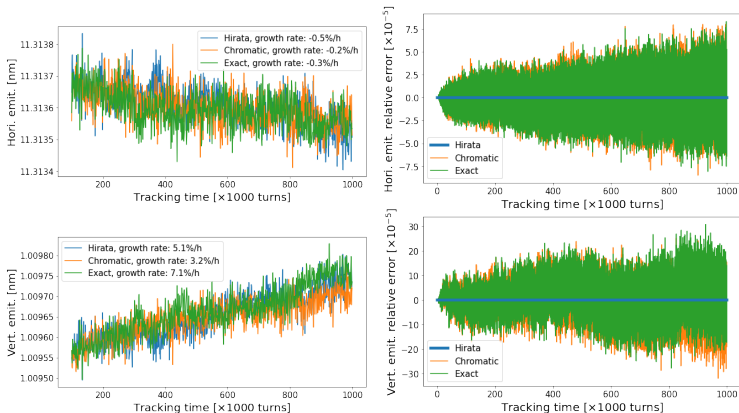 Hori. emit. [nm]
11.3138
11.3137
11.3136
11.3135
11.3134
Hirata, growth rate: -0.5%/h
Chromatic, growth rate: -0.2%/h
Exact, growth rate: -0.3%/h
200 400 600 800 1000
Tracking time [×1000 turns]
Hori. emit. relative error [×10⁻⁵]
7.5
5.0
2.5
0.0
−2.5
−5.0
−7.5
Hirata
Chromatic
Exact
0 200 400 600 800 1000
Tracking time [×1000 turns]
Vert. emit. [nm]
1.00980
1.00975
1.00970
1.00965
1.00960
1.00955
1.00950
Hirata, growth rate: 5.1%/h
Chromatic, growth rate: 3.2%/h
Exact, growth rate: 7.1%/h
200 400 600 800 1000
Tracking time [×1000 turns]
Vert. emit. relative error [×10⁻⁵]
30
20
10
0
−10
−20
−30
Hirata
Chromatic
Exact
0 200 400 600 800 1000
Tracking time [×1000 turns]